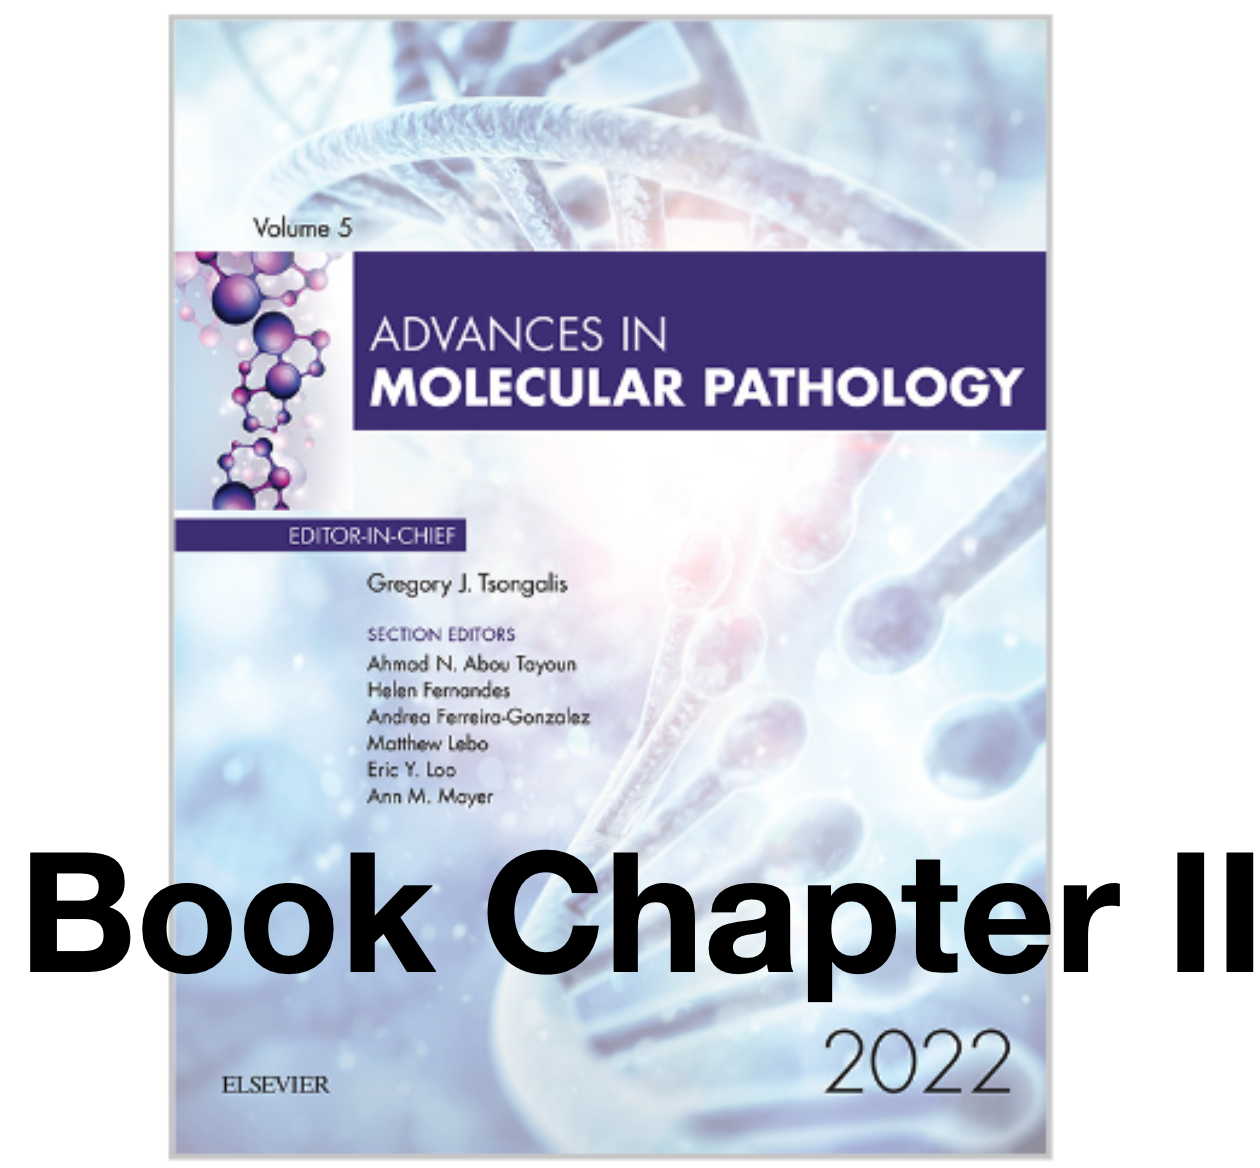 Volume 5
ADVANCES IN
MOLECULAR PATHOLOGY
EDITOR-IN-CHIEF
Gregory J. Tsongalis
SECTION EDITORS
Ahmad N. Abou Tayoun
Helen Fernandes
Andrea Ferreira-Gonzalez
Matthew Lebo
Eric Y. Loo
Ann M. Moyer
Book Chapter II
2022
ELSEVIER